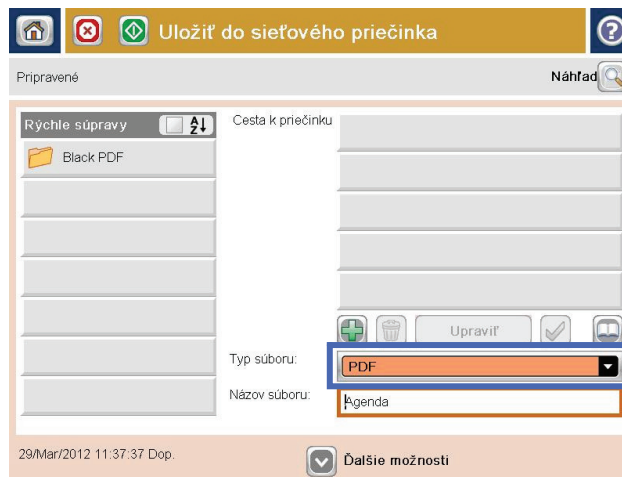 Uložiť do sieťového priečinka
Pripravené
Náhľad
Rýchle súpravy
Cesta k priečinku
Black PDF
Upraviť
Typ súboru:
PDF
Názov súboru:
Agenda
29/Mar/2012 11:37:37 Dop.
Ďalšie možnosti